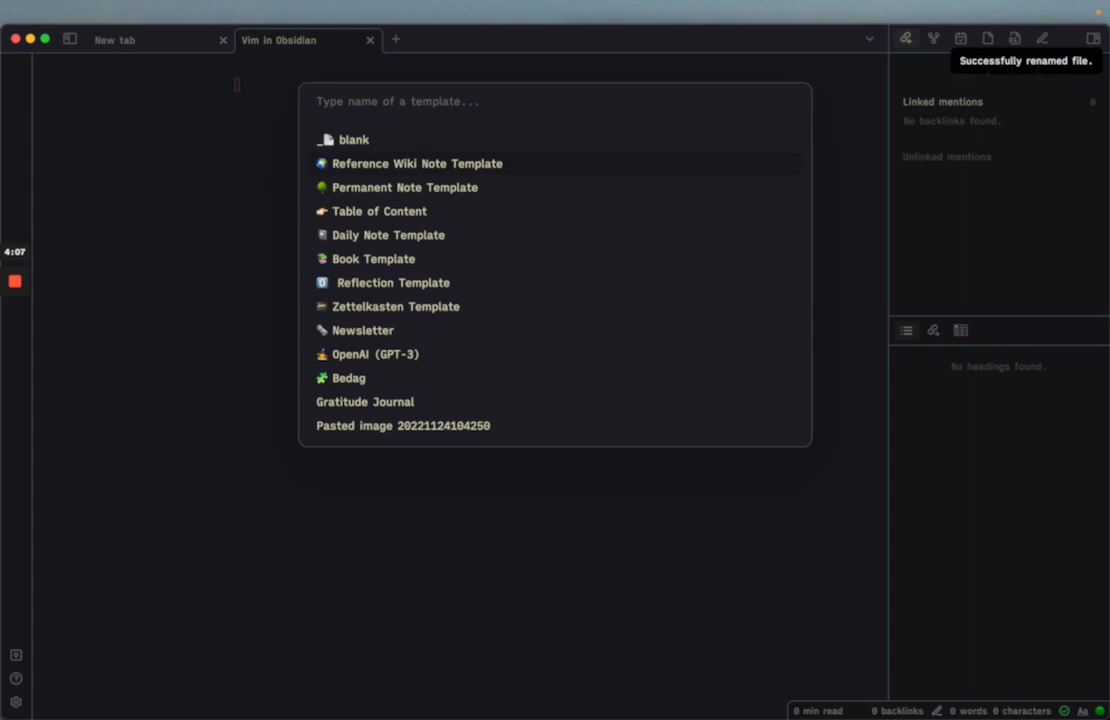 New tab
Vim in Obsidian
Successfully renamed file.
Type name of a template...
_ blank
Reference Wiki Note Template
Permanent Note Template
Table of Content
Daily Note Template
Book Template
Reflection Template
Zettelkasten Template
Newsletter
OpenAI (GPT-3)
Bedag
Gratitude Journal
Pasted image 20221124104250
Linked mentions 0
No backlinks found.
Unlinked mentions
4:07
No headings found.
0 min read 0 backlinks 0 words 0 characters Aa